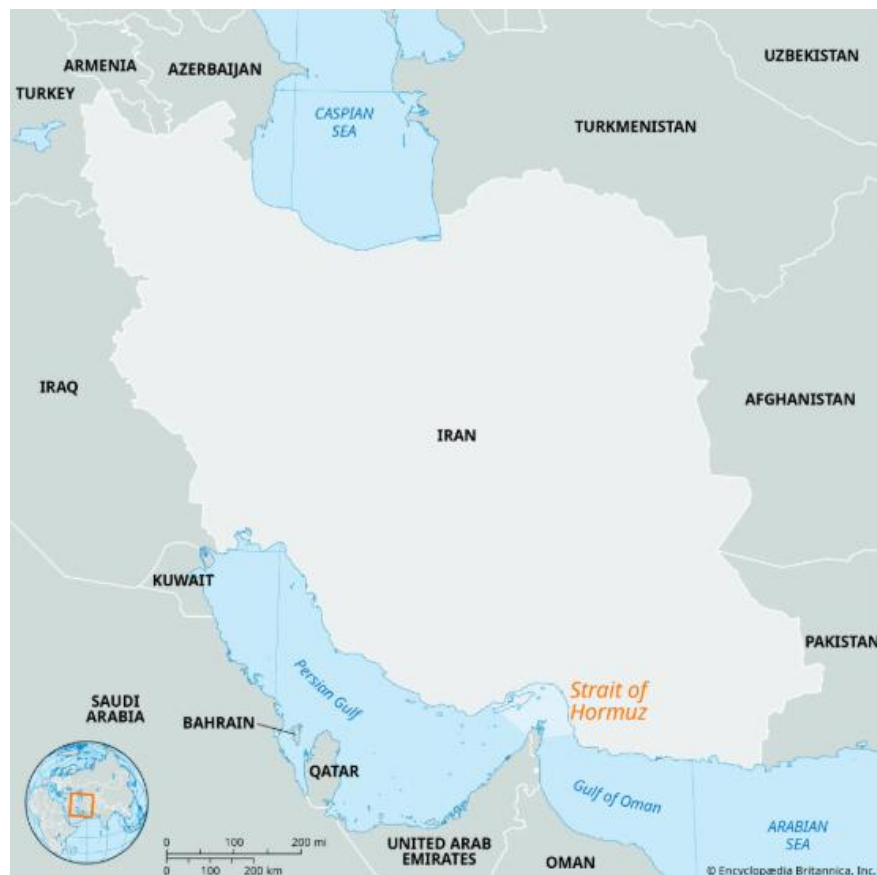 ARMENIA
AZERBAIJAN
UZBEKISTAN
TURKEY
CASPIAN
SEA
TURKMENISTAN
IRAQ
AFGHANISTAN
IRAN
KUWAIT
PAKISTAN
Persian Gulf
Strait of
Hormuz
SAUDI
ARABIA
BAHRAIN
QATAR
Gulf of Oman
ARABIAN
SEA
UNITED ARAB
EMIRATES
OMAN
0 100 200 mi
0 100 200 km
© Encyclopædia Britannica, Inc.